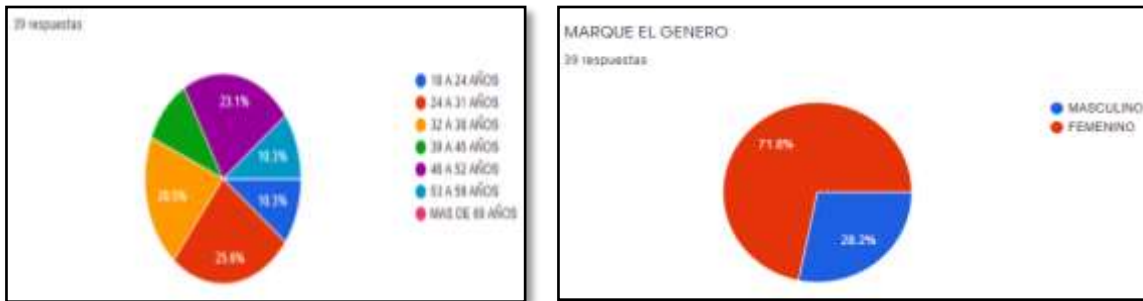 39 respuestas
23.1%
10.3%
10.3%
25.6%
20.5%
18 A 24 AÑOS
24 A 31 AÑOS
32 A 38 AÑOS
39 A 45 AÑOS
46 A 52 AÑOS
53 A 59 AÑOS
MAS DE 60 AÑOS
MARQUE EL GENERO
39 respuestas
71.8%
28.2%
MASCULINO
FEMENINO